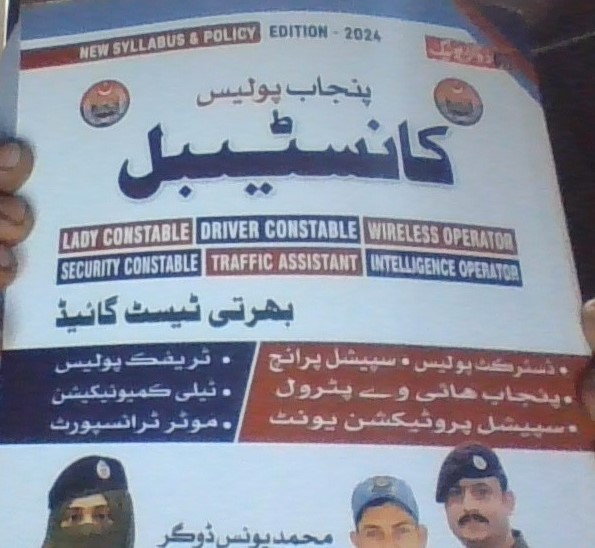 NEW SYLLABUS & POLICY EDITION - 2024
پنجاب پولیس
کانسٹیبل
LADY CONSTABLE DRIVER CONSTABLE WIRELESS OPERATOR
SECURITY CONSTABLE TRAFFIC ASSISTANT INTELLIGENCE OPERATOR
بھرتی ٹیسٹ گائیڈ
• ڈسٹرکٹ پولیس • سپیشل برانچ
• پنجاب ھائی وے پٹرول
• سپیشل پروٹیکشن یونٹ
• ٹریفک پولیس
• ٹیلی کمیونیکیشن
• موٹر ٹرانسپورٹ
محمد یونس ڈوگر